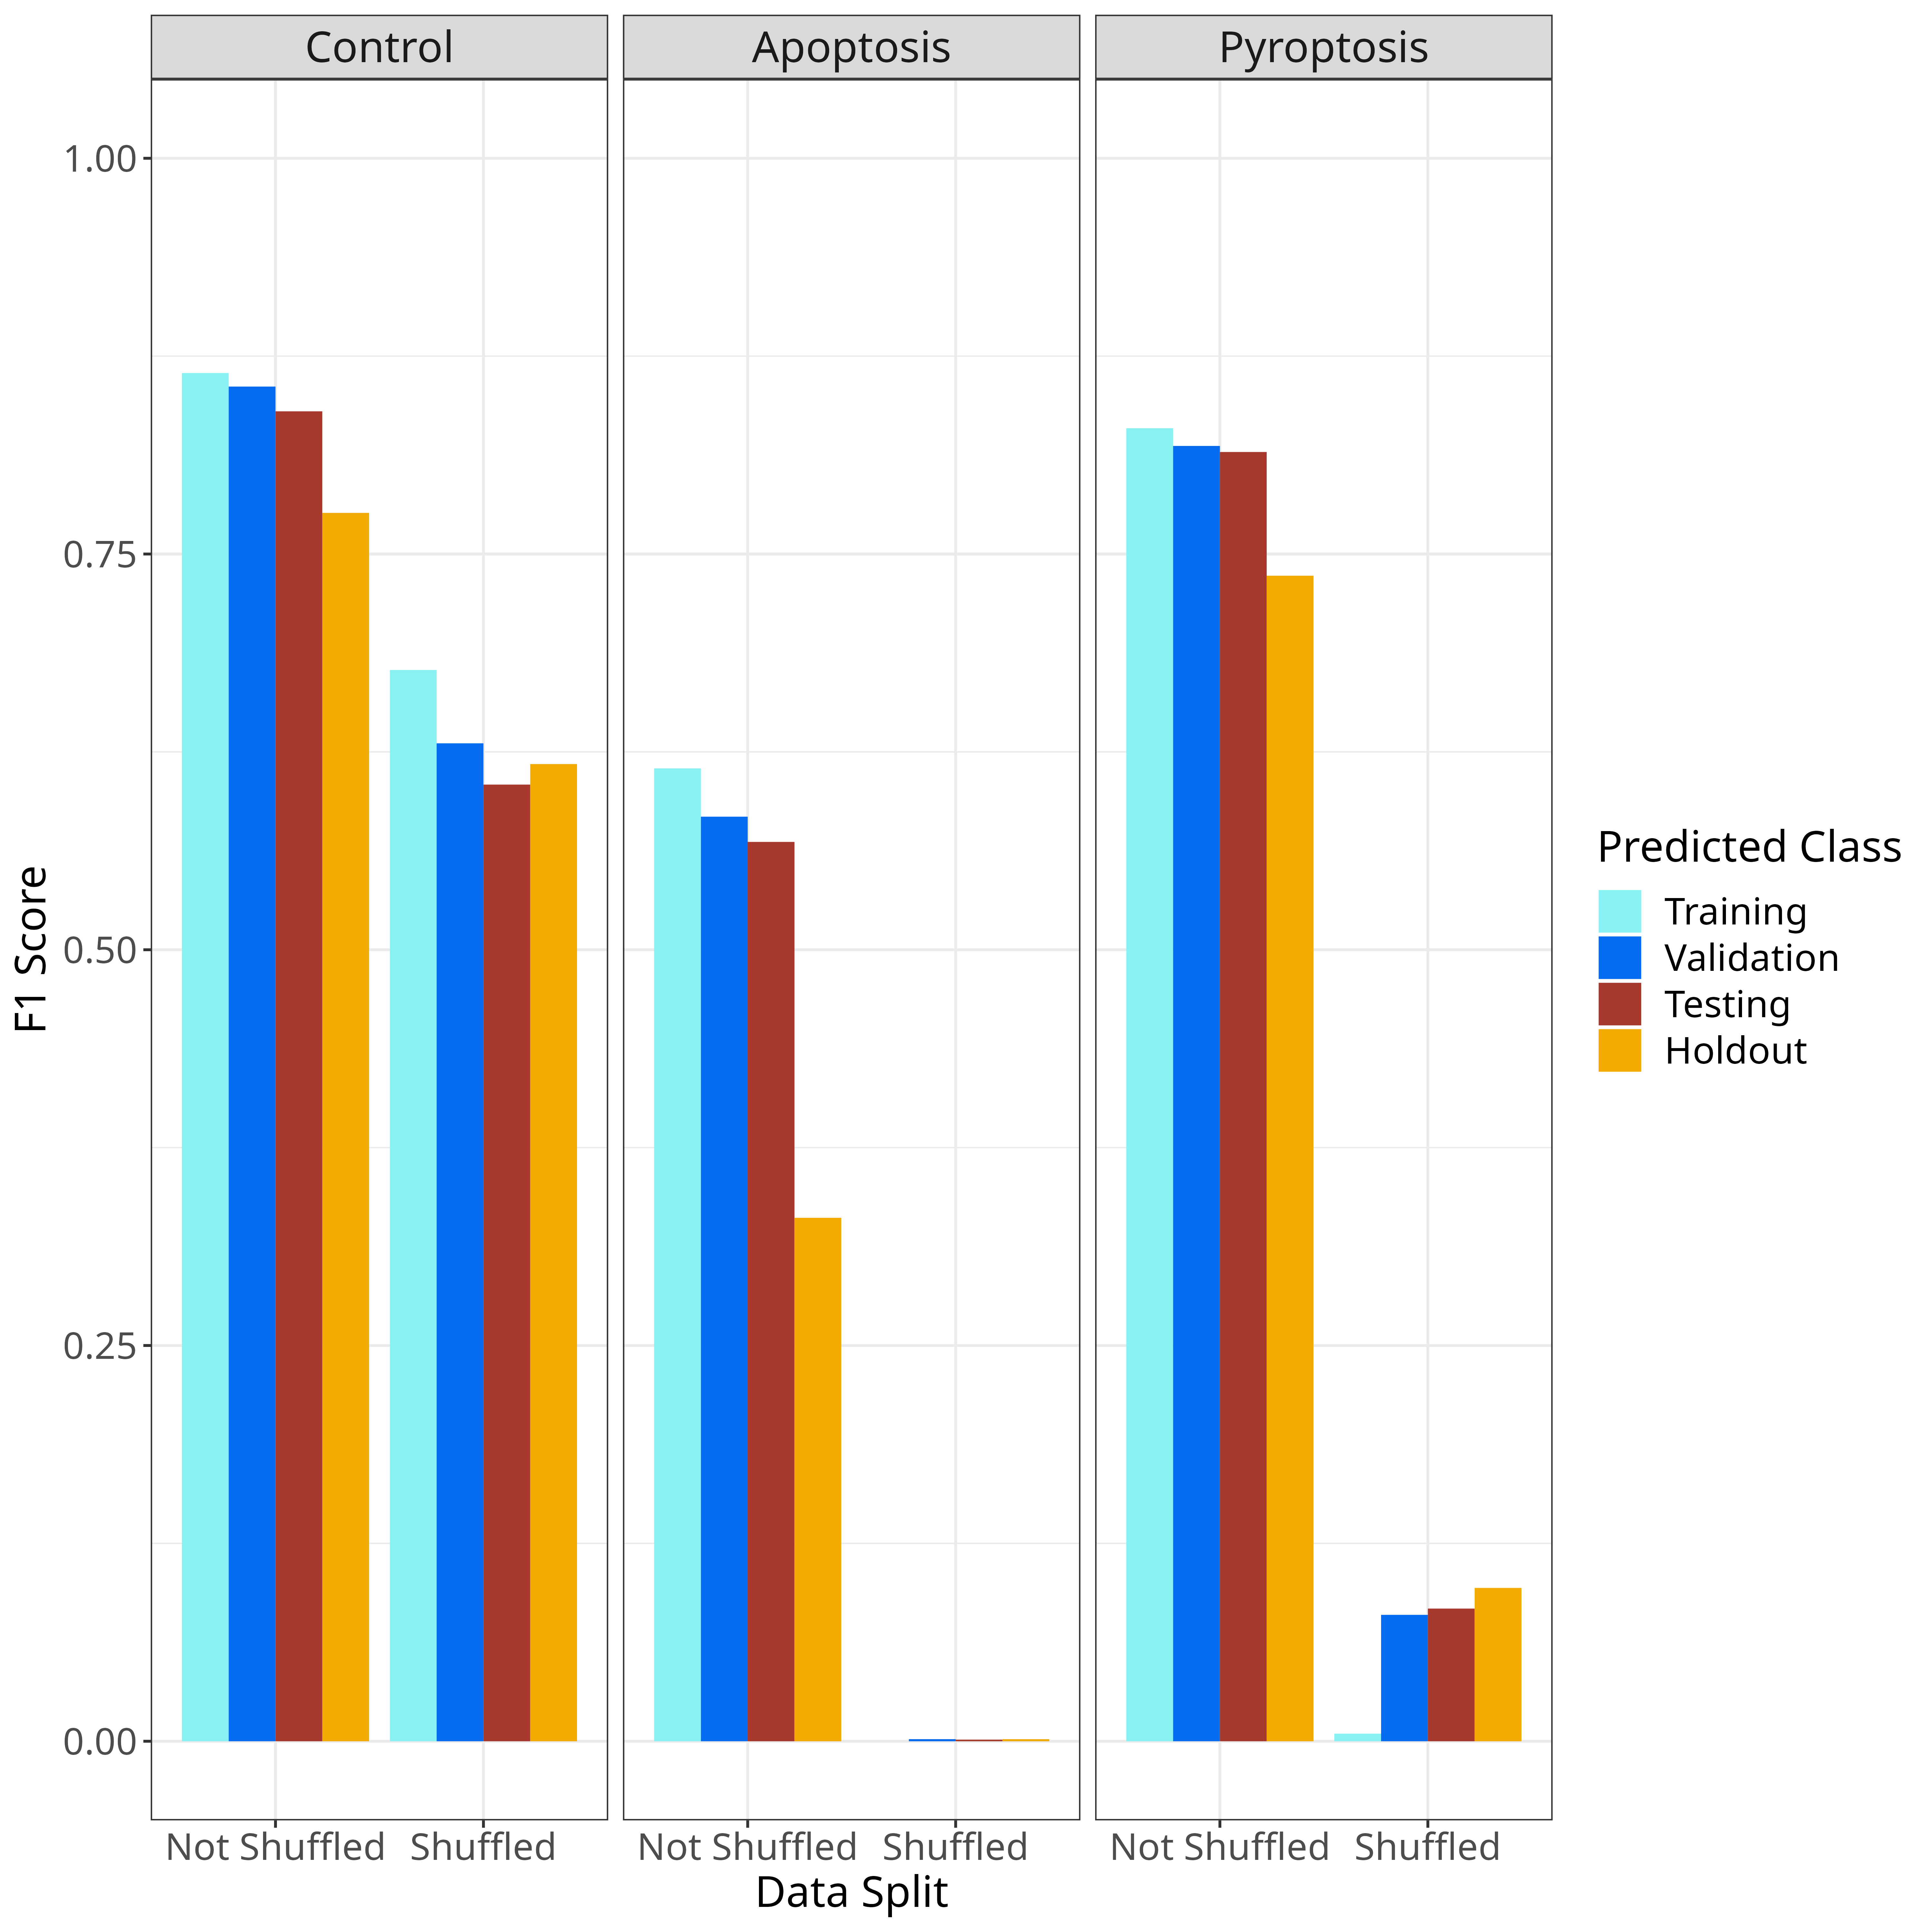 Control Apoptosis Pyroptosis
1.00
0.75
0.50
0.25
0.00
F1 Score
Not Shuffled Shuffled Not Shuffled Shuffled Not Shuffled Shuffled
Data Split
Predicted Class
Training
Validation
Testing
Holdout